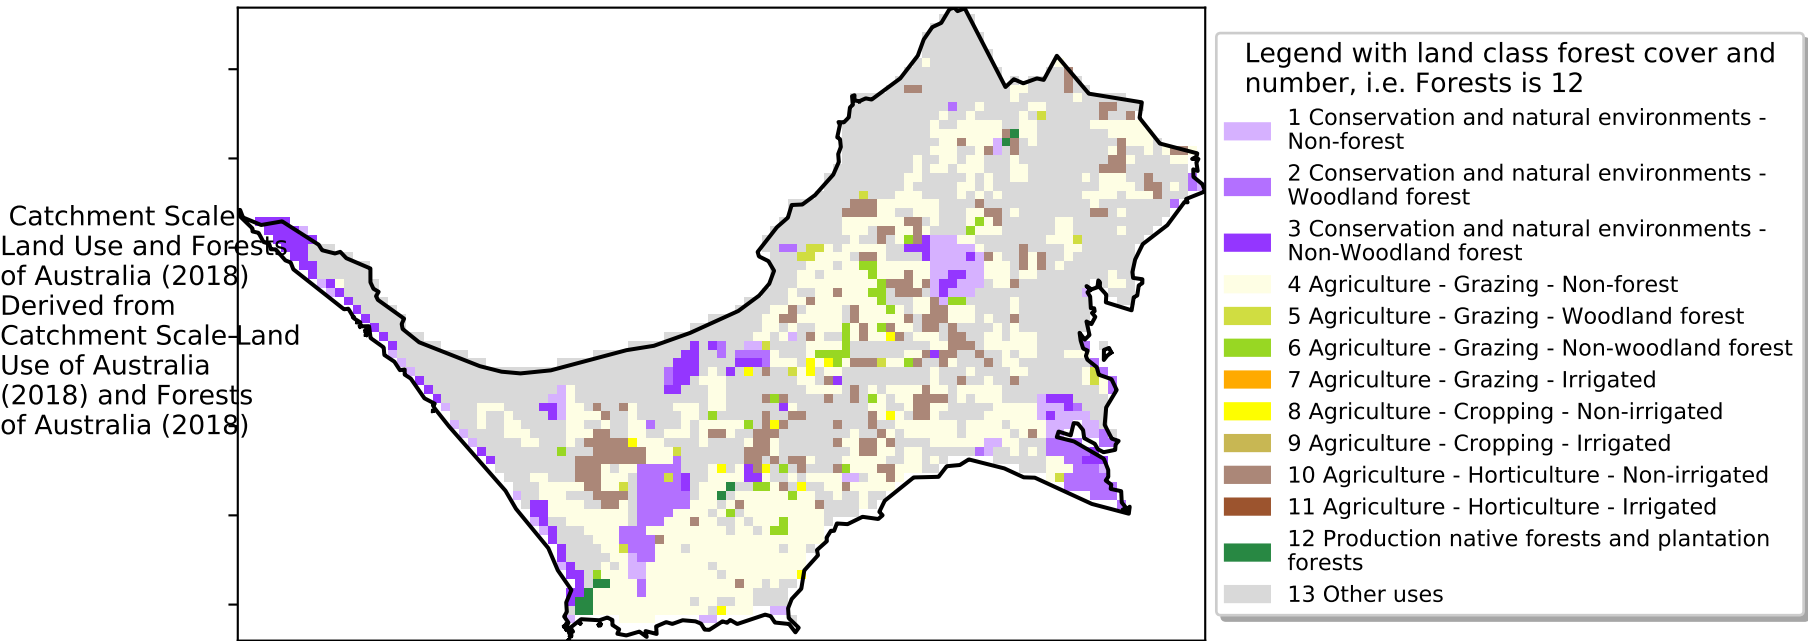 Catchment Scale
Land Use and Forests
of Australia (2018)
Derived from
Catchment Scale Land
Use of Australia
(2018) and Forests
of Australia (2018)
Legend with land class forest cover and
number, i.e. Forests is 12
1 Conservation and natural environments -
Non-forest
2 Conservation and natural environments -
Woodland forest
3 Conservation and natural environments -
Non-Woodland forest
4 Agriculture - Grazing - Non-forest
5 Agriculture - Grazing - Woodland forest
6 Agriculture - Grazing - Non-woodland forest
7 Agriculture - Grazing - Irrigated
8 Agriculture - Cropping - Non-irrigated
9 Agriculture - Cropping - Irrigated
10 Agriculture - Horticulture - Non-irrigated
11 Agriculture - Horticulture - Irrigated
12 Production native forests and plantation
forests
13 Other uses